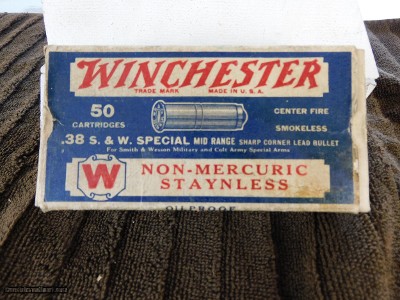 WINCHESTER
TRADE MARK MADE IN U.S.A.
50 CENTER FIRE
CARTRIDGES SMOKELESS
.38 S. & W. SPECIAL MID RANGE SHARP CORNER LEAD BULLET
For Smith & Wesson Military and Colt Army Special Arms
W NON-MERCURIC
STAYNLESS
OILPROOF